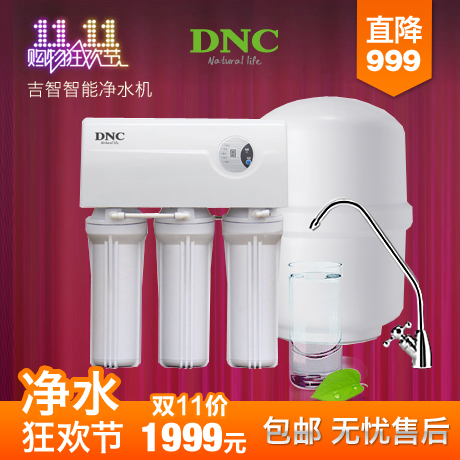 11.11
购物狂欢节
吉智智能净水机
DNC
Natural life
直降
999
DNC
Natural life
净水
狂欢节
双11价
1999元
包邮 无忧售后